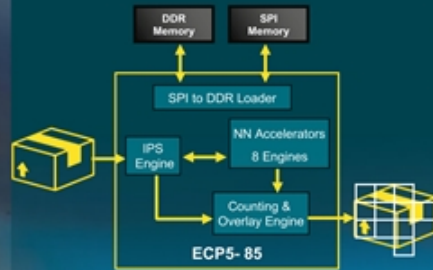 DDR
Memory
SPI
Memory
SPI to DDR Loader
IPS
Engine
NN Accelerators
8 Engines
Counting &
Overlay Engine
ECP5- 85